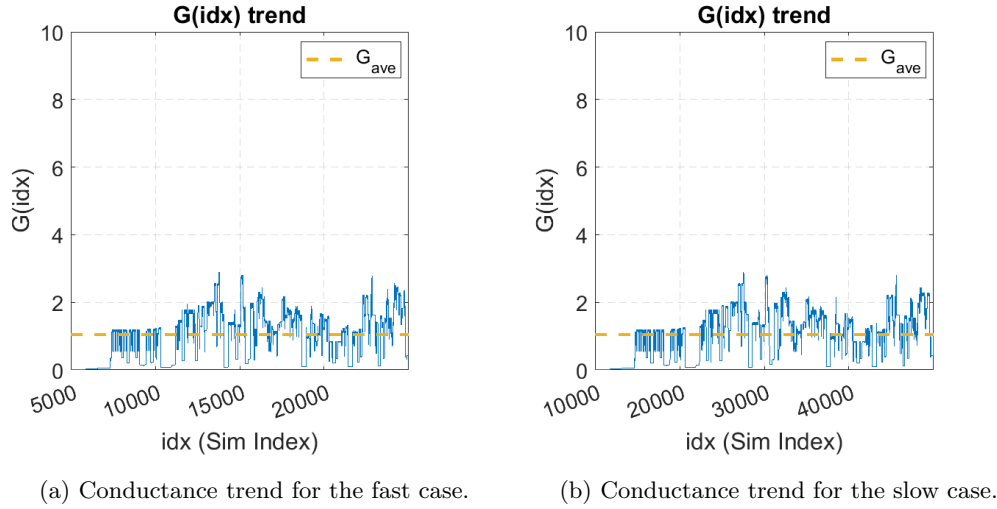 G(idx) trend
G_ave
10
8
6
4
2
0
G(idx)
5000
10000
15000
20000
idx (Sim Index)
(a) Conductance trend for the fast case.
G(idx) trend
G_ave
10
8
6
4
2
0
G(idx)
10000
20000
30000
40000
idx (Sim Index)
(b) Conductance trend for the slow case.